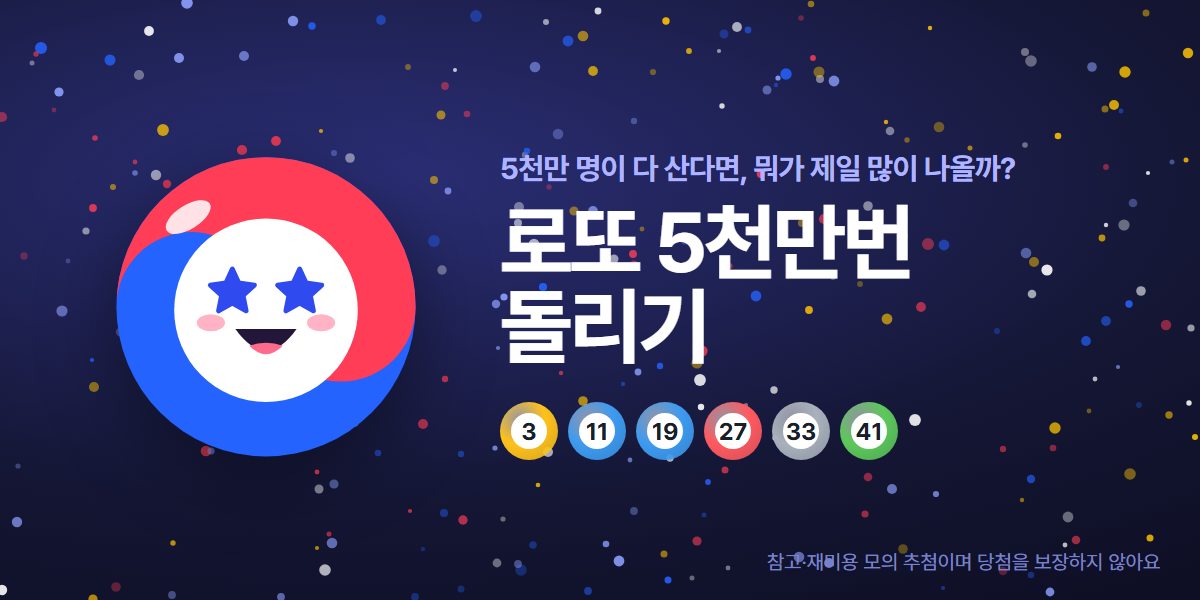 5천만 명이 다 산다면, 뭐가 제일 많이 나올까?
로또 5천만번
돌리기
3 11 19 27 33 41
참고·재미용 모의 추첨이며 당첨을 보장하지 않아요